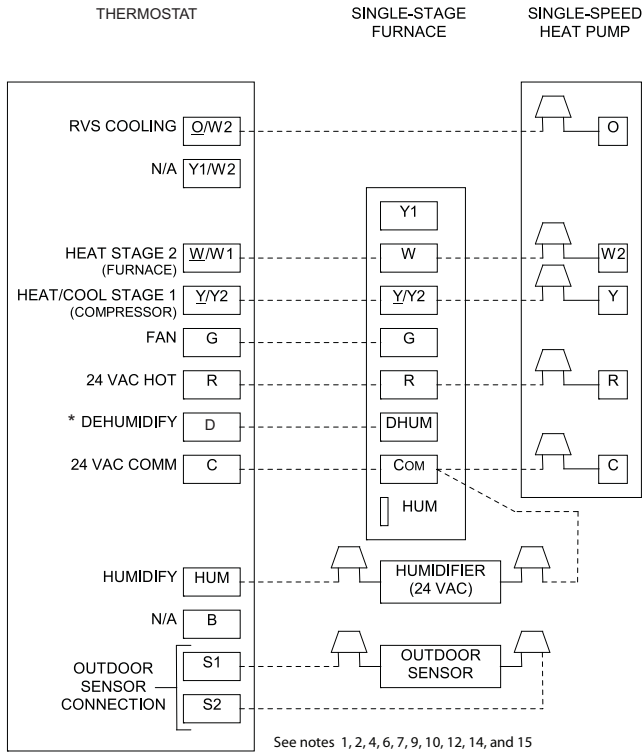 THERMOSTAT
SINGLE-STAGE
FURNACE
SINGLE-SPEED
HEAT PUMP
RVS COOLING
O/W2
O
N/A
Y1/W2
Y1
HEAT STAGE 2
(FURNACE)
W/W1
W
W2
HEAT/COOL STAGE 1
(COMPRESSOR)
Y/Y2
Y/Y2
Y
FAN
G
G
24 VAC HOT
R
R
R
* DEHUMIDIFY
D
DHUM
24 VAC COMM
C
COM
C
HUM
HUMIDIFY
HUM
HUMIDIFIER
(24 VAC)
N/A
B
OUTDOOR
SENSOR
CONNECTION
S1
S2
OUTDOOR
SENSOR
See notes 1, 2, 4, 6, 7, 9, 10, 12, 14, and 15